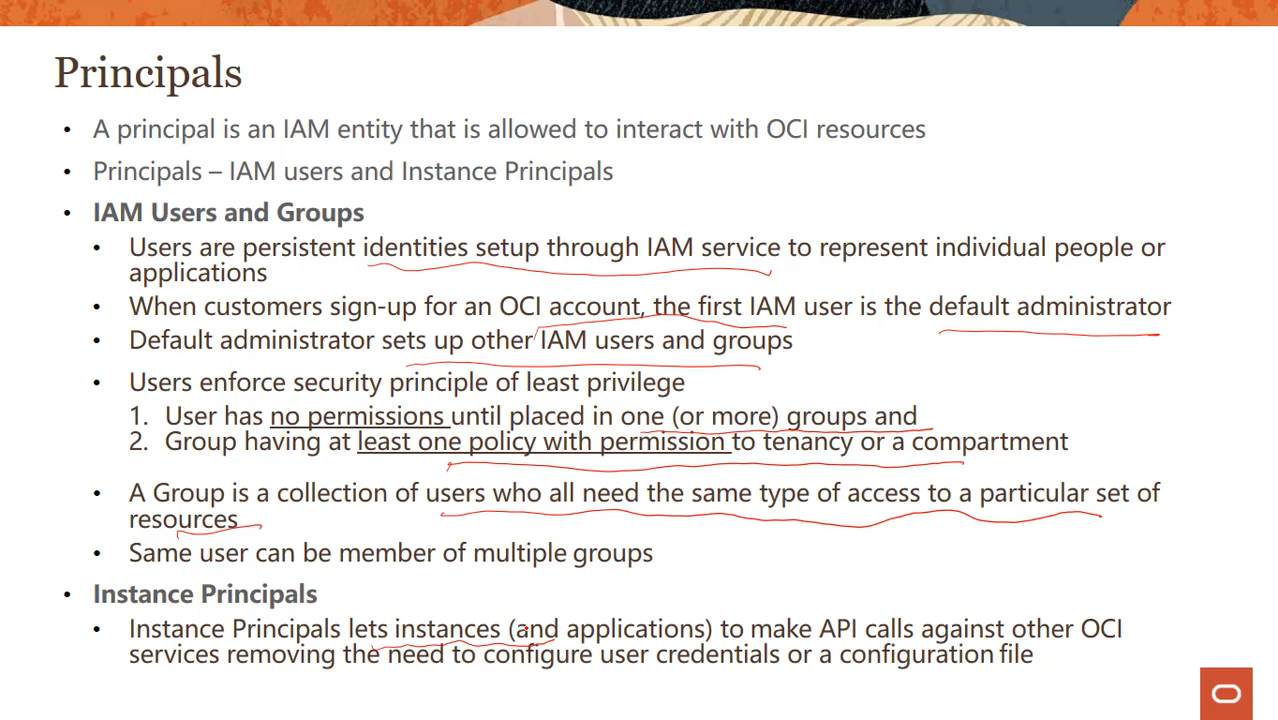 Principals
• A principal is an IAM entity that is allowed to interact with OCI resources
• Principals – IAM users and Instance Principals
• IAM Users and Groups
• Users are persistent identities setup through IAM service to represent individual people or
applications
• When customers sign-up for an OCI account, the first IAM user is the default administrator
• Default administrator sets up other IAM users and groups
• Users enforce security principle of least privilege
1. User has no permissions until placed in one (or more) groups and
2. Group having at least one policy with permission to tenancy or a compartment
• A Group is a collection of users who all need the same type of access to a particular set of
resources
• Same user can be member of multiple groups
• Instance Principals
• Instance Principals lets instances (and applications) to make API calls against other OCI
services removing the need to configure user credentials or a configuration file